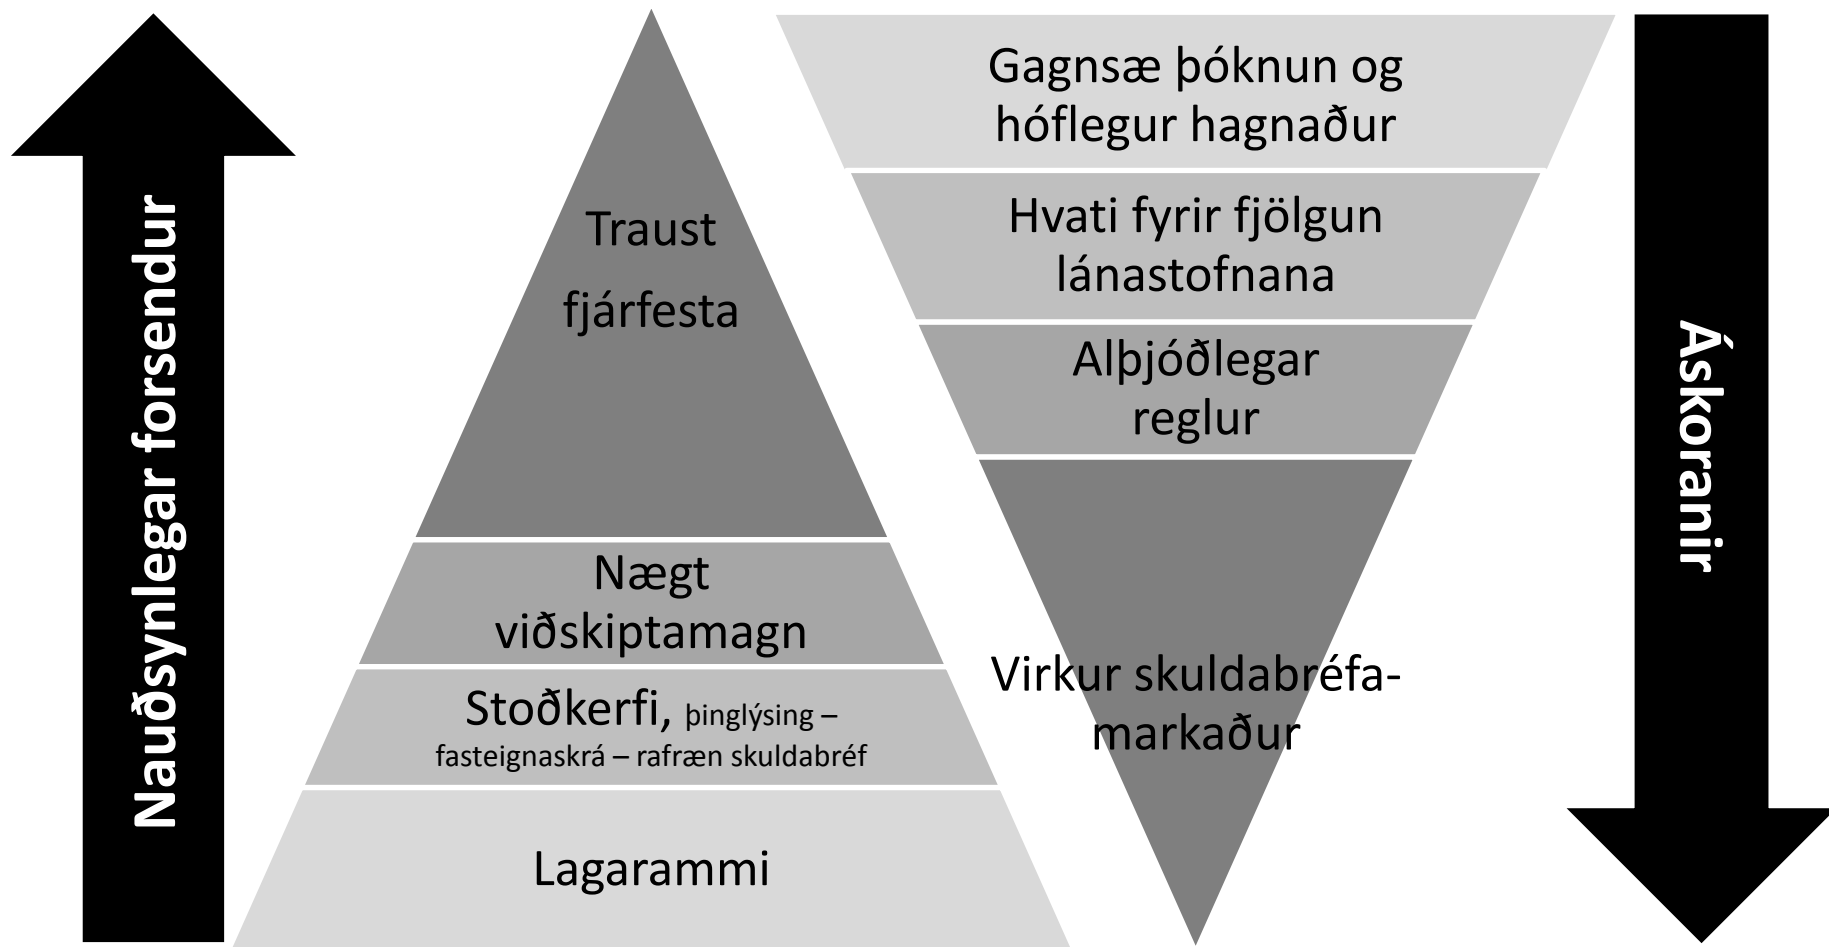 Nauðsynlegar forsendur
Traust
fjárfesta
Nægt
viðskiptamagn
Stoðkerfi, þinglýsing –
fasteignaskrá – rafræn skuldabréf
Lagarammi
Gagnsæ þóknun og
hóflegur hagnaður
Hvati fyrir fjölgun
lánastofnana
Alþjóðlegar
reglur
Virkur skuldabréfa-
markaður
Áskoranir